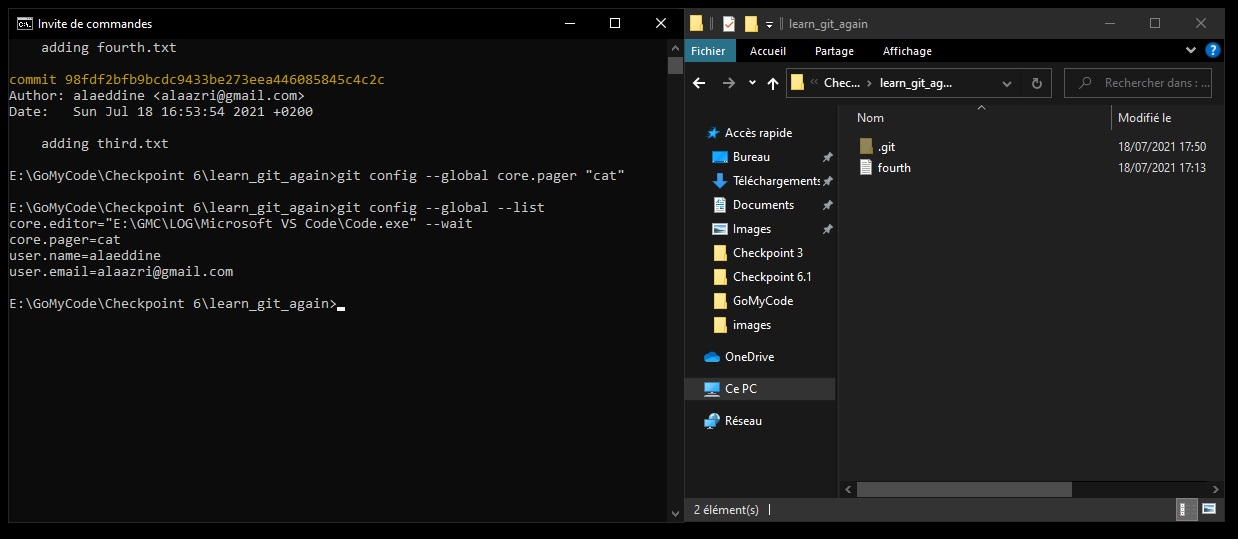 Invite de commandes
adding fourth.txt
commit 98fdf2bfb9bcdc9433be273eea446085845c4c2c
Author: alaeddine <alaazri@gmail.com>
Date:   Sun Jul 18 16:53:54 2021 +0200
adding third.txt
E:\GoMyCode\Checkpoint 6\learn_git_again>git config --global core.pager "cat"
E:\GoMyCode\Checkpoint 6\learn_git_again>git config --global --list
core.editor="E:\GMC\LOG\Microsoft VS Code\Code.exe" --wait
core.pager=cat
user.name=alaeddine
user.email=alaazri@gmail.com
E:\GoMyCode\Checkpoint 6\learn_git_again>
learn_git_again
Fichier Accueil Partage Affichage
« Chec... › learn_git_ag...
Rechercher dans : ...
Nom Modifié le
Accès rapide
Bureau
Téléchargements
Documents
Images
Checkpoint 3
Checkpoint 6.1
GoMyCode
images
OneDrive
Ce PC
Réseau
.git 18/07/2021 17:50
fourth 18/07/2021 17:13
2 élément(s)